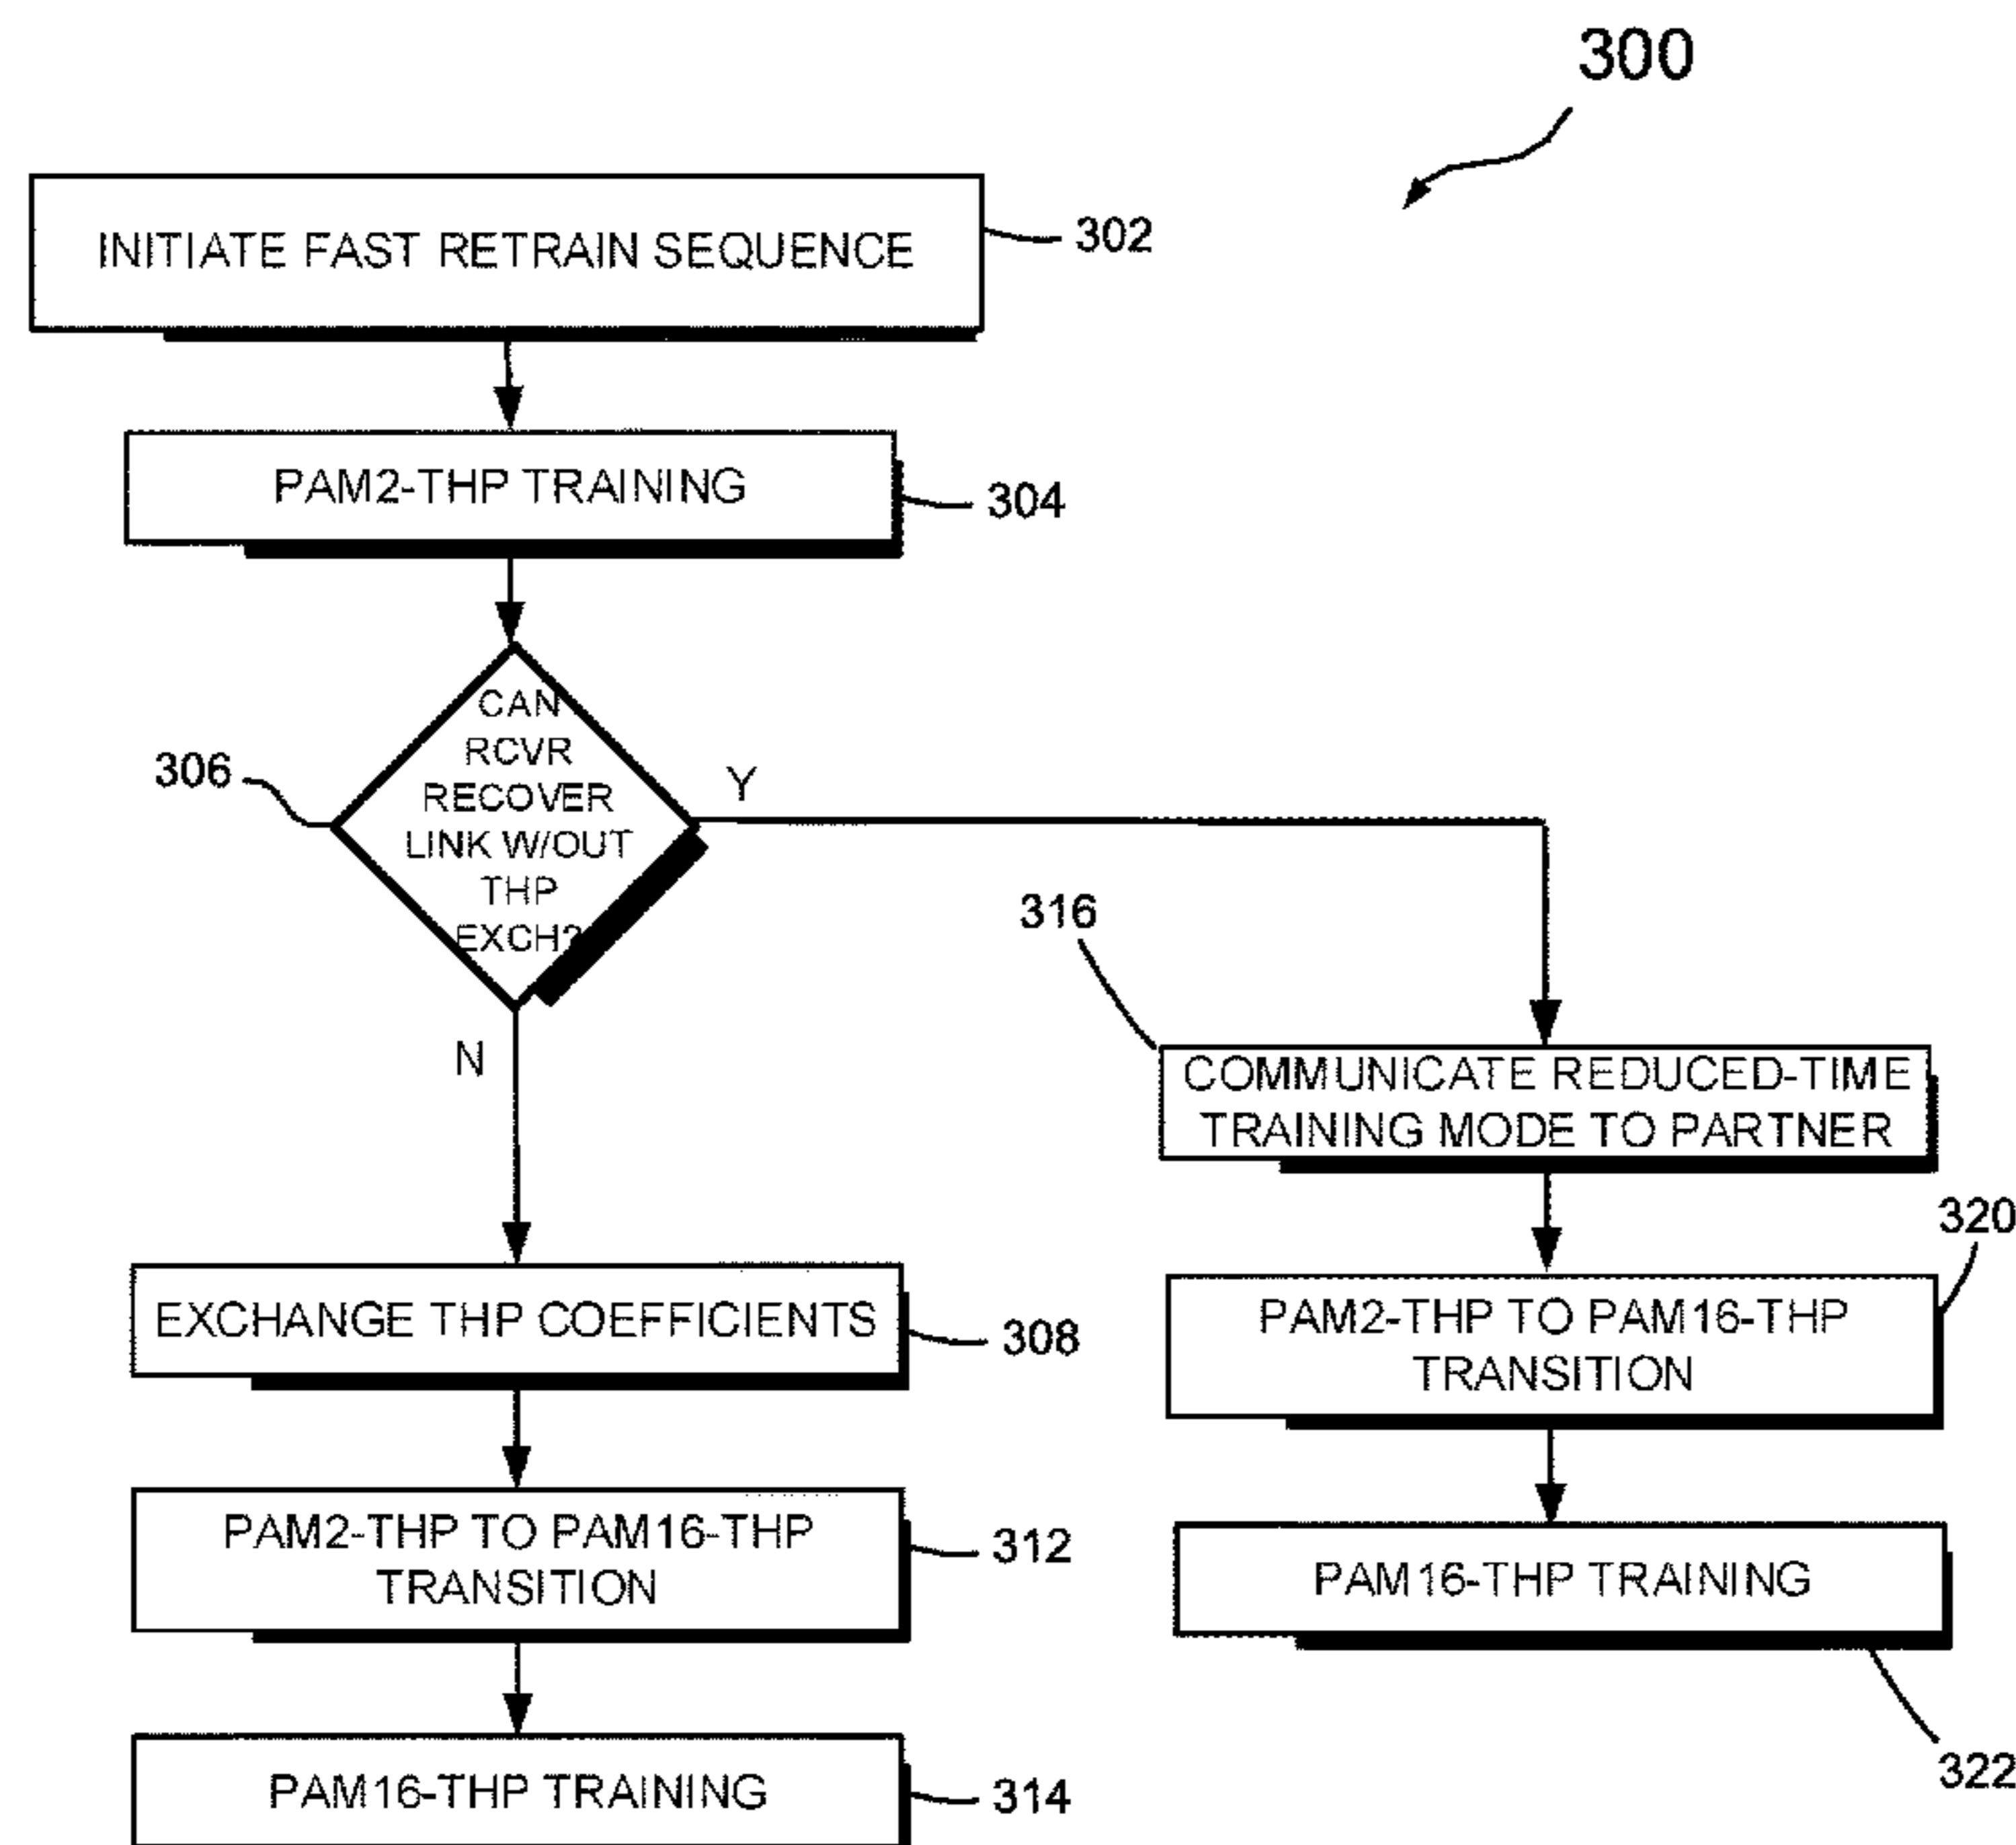 300
INITIATE FAST RETRAIN SEQUENCE
302
PAM2-THP TRAINING
304
CAN
RCVR
RECOVER
LINK W/OUT
THP
EXCH?
306
Y
N
316
COMMUNICATE REDUCED-TIME
TRAINING MODE TO PARTNER
320
EXCHANGE THP COEFFICIENTS
308
PAM2-THP TO PAM16-THP
TRANSITION
PAM2-THP TO PAM16-THP
TRANSITION
312
PAM16-THP TRAINING
322
PAM16-THP TRAINING
314